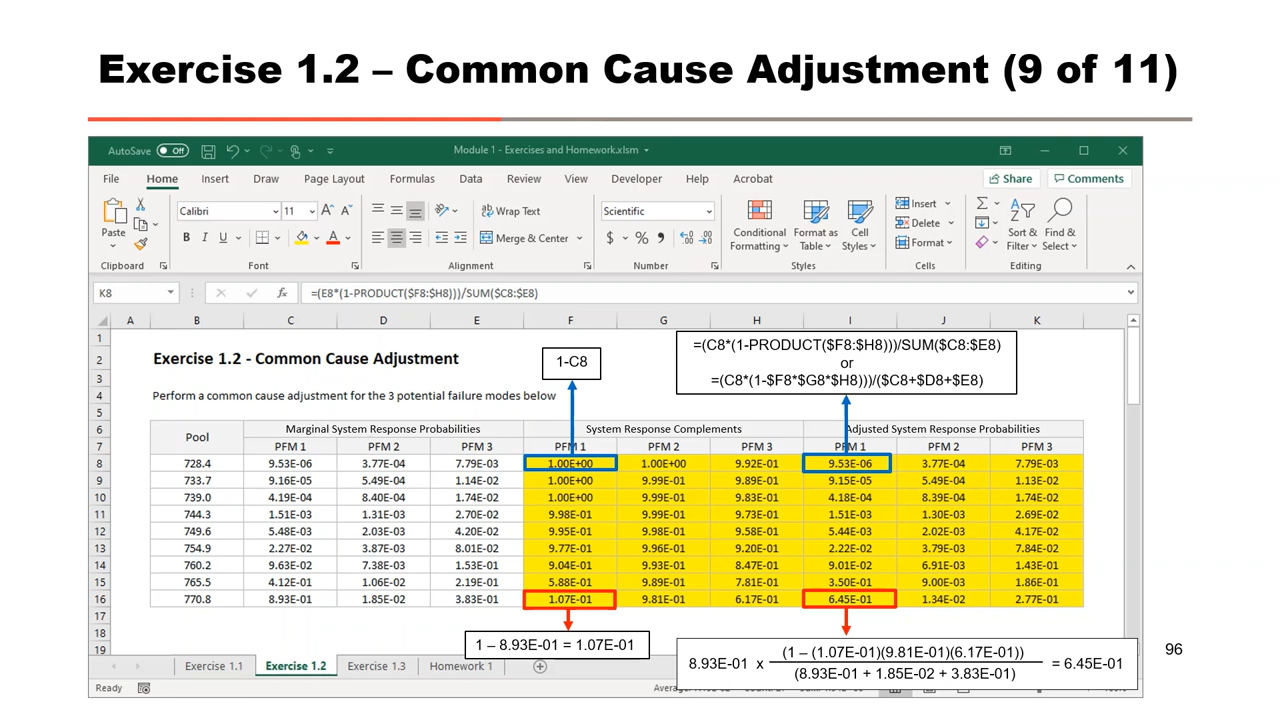 Exercise 1.2 – Common Cause Adjustment (9 of 11)
AutoSave Off Module 1 - Exercises and Homework.xlsm
File Home Insert Draw Page Layout Formulas Data Review View Developer Help Acrobat Share Comments
Calibri 11 Wrap Text Scientific Insert
Paste B I U Merge & Center $ % Conditional Formatting Format as Table Cell Styles Delete Sort & Filter Find & Select
Format
Clipboard Font Alignment Number Styles Cells Editing
K8 fx =(E8*(1-PRODUCT($F8:$H8)))/SUM($C8:$E8)
A B C D E F G H I J K
1
2 Exercise 1.2 - Common Cause Adjustment
3
4 Perform a common cause adjustment for the 3 potential failure modes below
5
1-C8
=(C8*(1-PRODUCT($F8:$H8)))/SUM($C8:$E8)
or
=(C8*(1-$F8*$G8*$H8)))/($C8+$D8+$E8)
6 Pool Marginal System Response Probabilities System Response Complements Adjusted System Response Probabilities
7 PFM 1 PFM 2 PFM 3 PFM 1 PFM 2 PFM 3 PFM 1 PFM 2 PFM 3
8 728.4 9.53E-06 3.77E-04 7.79E-03 1.00E+00 1.00E+00 9.92E-01 9.53E-06 3.77E-04 7.79E-03
9 733.7 9.16E-05 5.49E-04 1.14E-02 1.00E+00 9.99E-01 9.89E-01 9.15E-05 5.49E-04 1.13E-02
10 739.0 4.19E-04 8.40E-04 1.74E-02 1.00E+00 9.99E-01 9.83E-01 4.18E-04 8.39E-04 1.74E-02
11 744.3 1.51E-03 1.31E-03 2.70E-02 9.98E-01 9.99E-01 9.73E-01 1.51E-03 1.30E-03 2.69E-02
12 749.6 5.48E-03 2.03E-03 4.20E-02 9.95E-01 9.98E-01 9.58E-01 5.44E-03 2.02E-03 4.17E-02
13 754.9 2.27E-02 3.87E-03 8.01E-02 9.77E-01 9.96E-01 9.20E-01 2.22E-02 3.79E-03 7.84E-02
14 760.2 9.63E-02 7.38E-03 1.53E-01 9.04E-01 9.93E-01 8.47E-01 9.01E-02 6.91E-03 1.43E-01
15 765.5 4.12E-01 1.06E-02 2.19E-01 5.88E-01 9.89E-01 7.81E-01 3.50E-01 9.00E-03 1.86E-01
16 770.8 8.93E-01 1.85E-02 3.83E-01 1.07E-01 9.81E-01 6.17E-01 6.45E-01 1.34E-02 2.77E-01
17
18
19
1 – 8.93E-01 = 1.07E-01
8.93E-01 x (1 – (1.07E-01)(9.81E-01)(6.17E-01)) = 6.45E-01
(8.93E-01 + 1.85E-02 + 3.83E-01)
Exercise 1.1 Exercise 1.2 Exercise 1.3 Homework 1
Ready
96